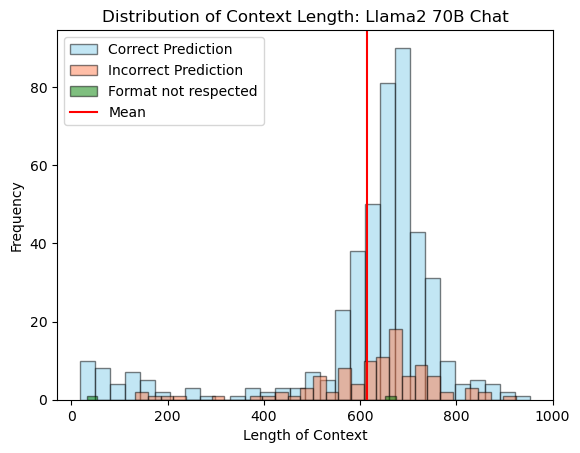 Distribution of Context Length: Llama2 70B Chat
Correct Prediction
Incorrect Prediction
Format not respected
Mean
Frequency
80
60
40
20
0
0 200 400 600 800 1000
Length of Context